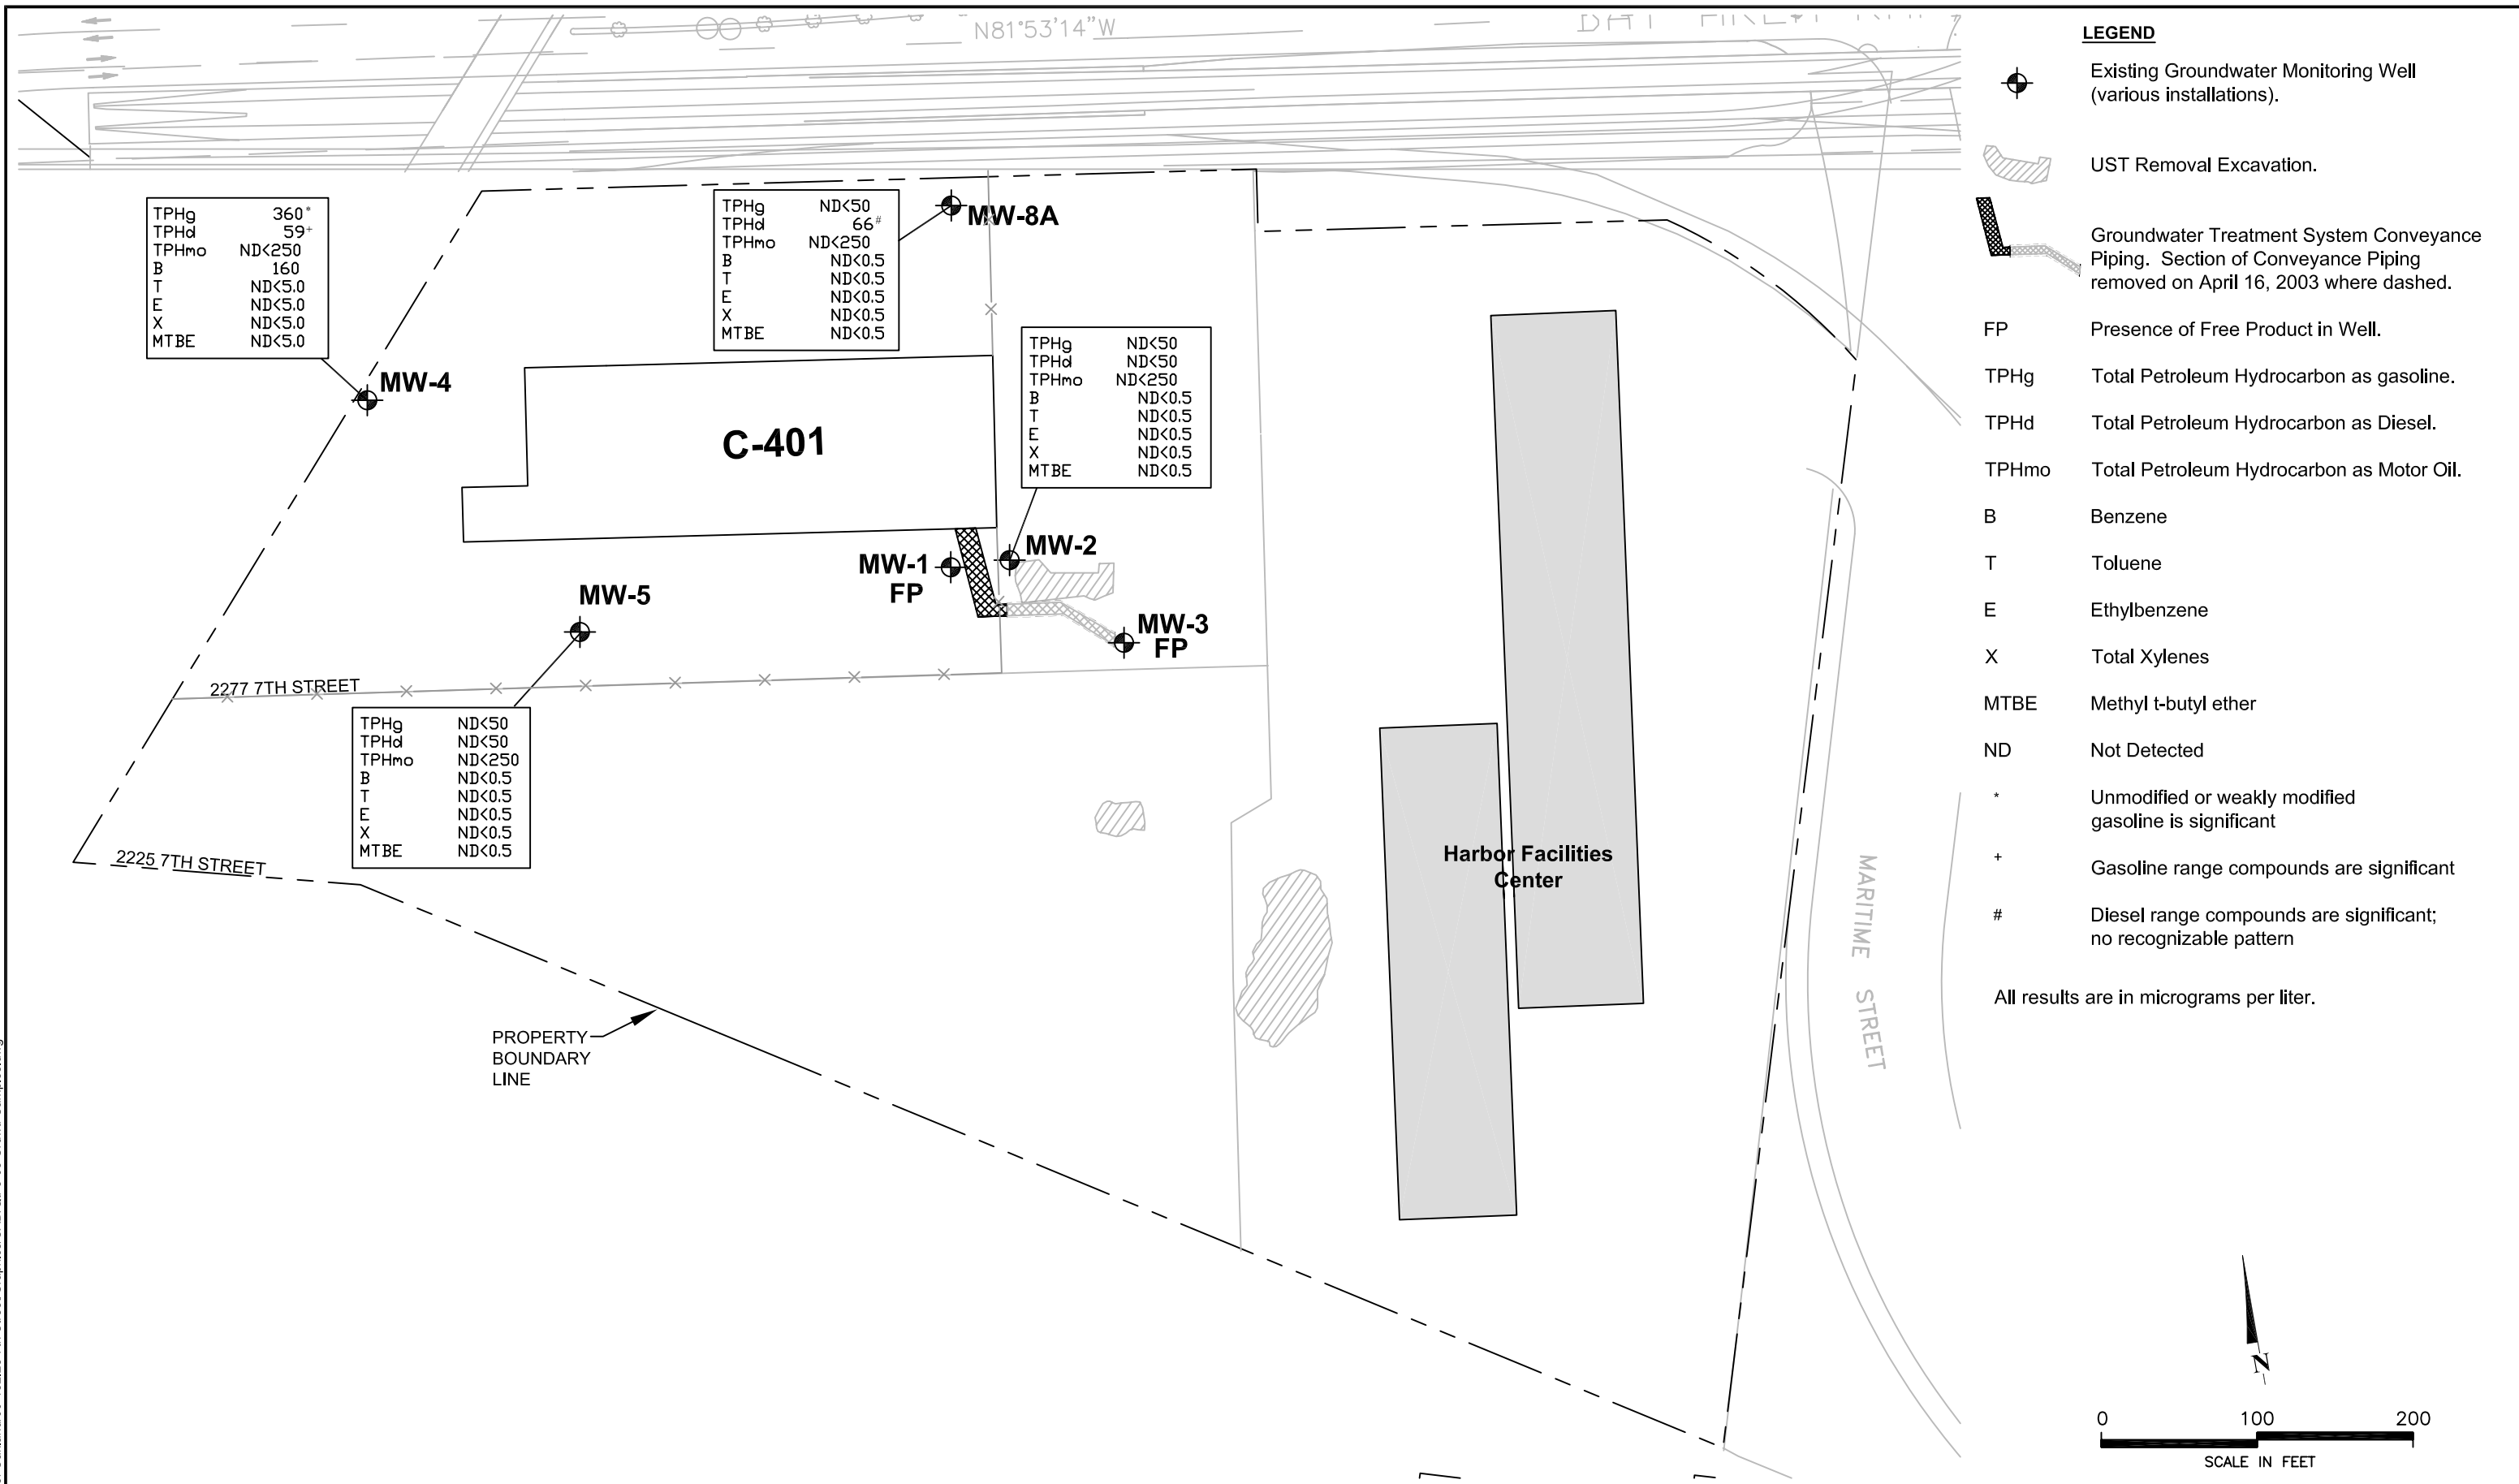 N81°53'14"W
TPHg 360*
TPHd 59+
TPHmo ND<250
B 160
T ND<5.0
E ND<5.0
X ND<5.0
MTBE ND<5.0
MW-4
TPHg ND<50
TPHd 66#
TPHmo ND<250
B ND<0.5
T ND<0.5
E ND<0.5
X ND<0.5
MTBE ND<0.5
MW-8A
TPHg ND<50
TPHd ND<50
TPHmo ND<250
B ND<0.5
T ND<0.5
E ND<0.5
X ND<0.5
MTBE ND<0.5
C-401
MW-2
MW-1
FP
MW-5
MW-3
FP
2277 7TH STREET
TPHg ND<50
TPHd ND<50
TPHmo ND<250
B ND<0.5
T ND<0.5
E ND<0.5
X ND<0.5
MTBE ND<0.5
2225 7TH STREET
Harbor Facilities
Center
MARITIME STREET
PROPERTY
BOUNDARY
LINE
LEGEND
Existing Groundwater Monitoring Well
(various installations).
UST Removal Excavation.
Groundwater Treatment System Conveyance
Piping. Section of Conveyance Piping
removed on April 16, 2003 where dashed.
FP Presence of Free Product in Well.
TPHg Total Petroleum Hydrocarbon as gasoline.
TPHd Total Petroleum Hydrocarbon as Diesel.
TPHmo Total Petroleum Hydrocarbon as Motor Oil.
B Benzene
T Toluene
E Ethylbenzene
X Total Xylenes
MTBE Methyl t-butyl ether
ND Not Detected
* Unmodified or weakly modified
gasoline is significant
+ Gasoline range compounds are significant
# Diesel range compounds are significant;
no recognizable pattern
All results are in micrograms per liter.
N
0 100 200
SCALE IN FEET